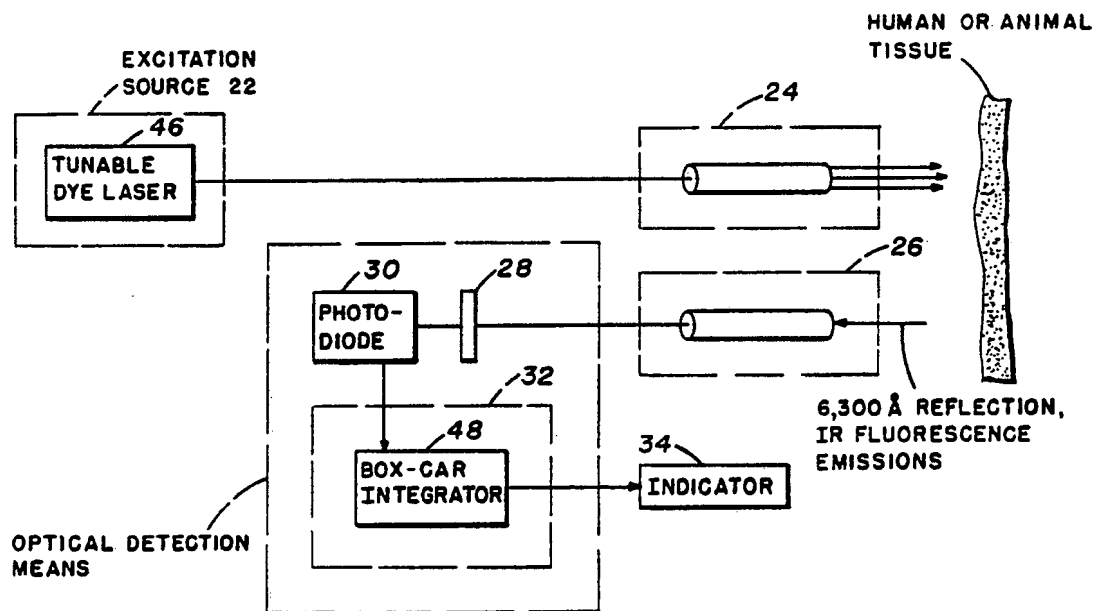 HUMAN OR ANIMAL
TISSUE
EXCITATION
SOURCE 22
24
46
TUNABLE
DYE LASER
26
28
30
PHOTO-
DIODE
32
6,300 Å REFLECTION,
IR FLUORESCENCE
EMISSIONS
48
BOX-CAR
INTEGRATOR
34
INDICATOR
OPTICAL DETECTION
MEANS